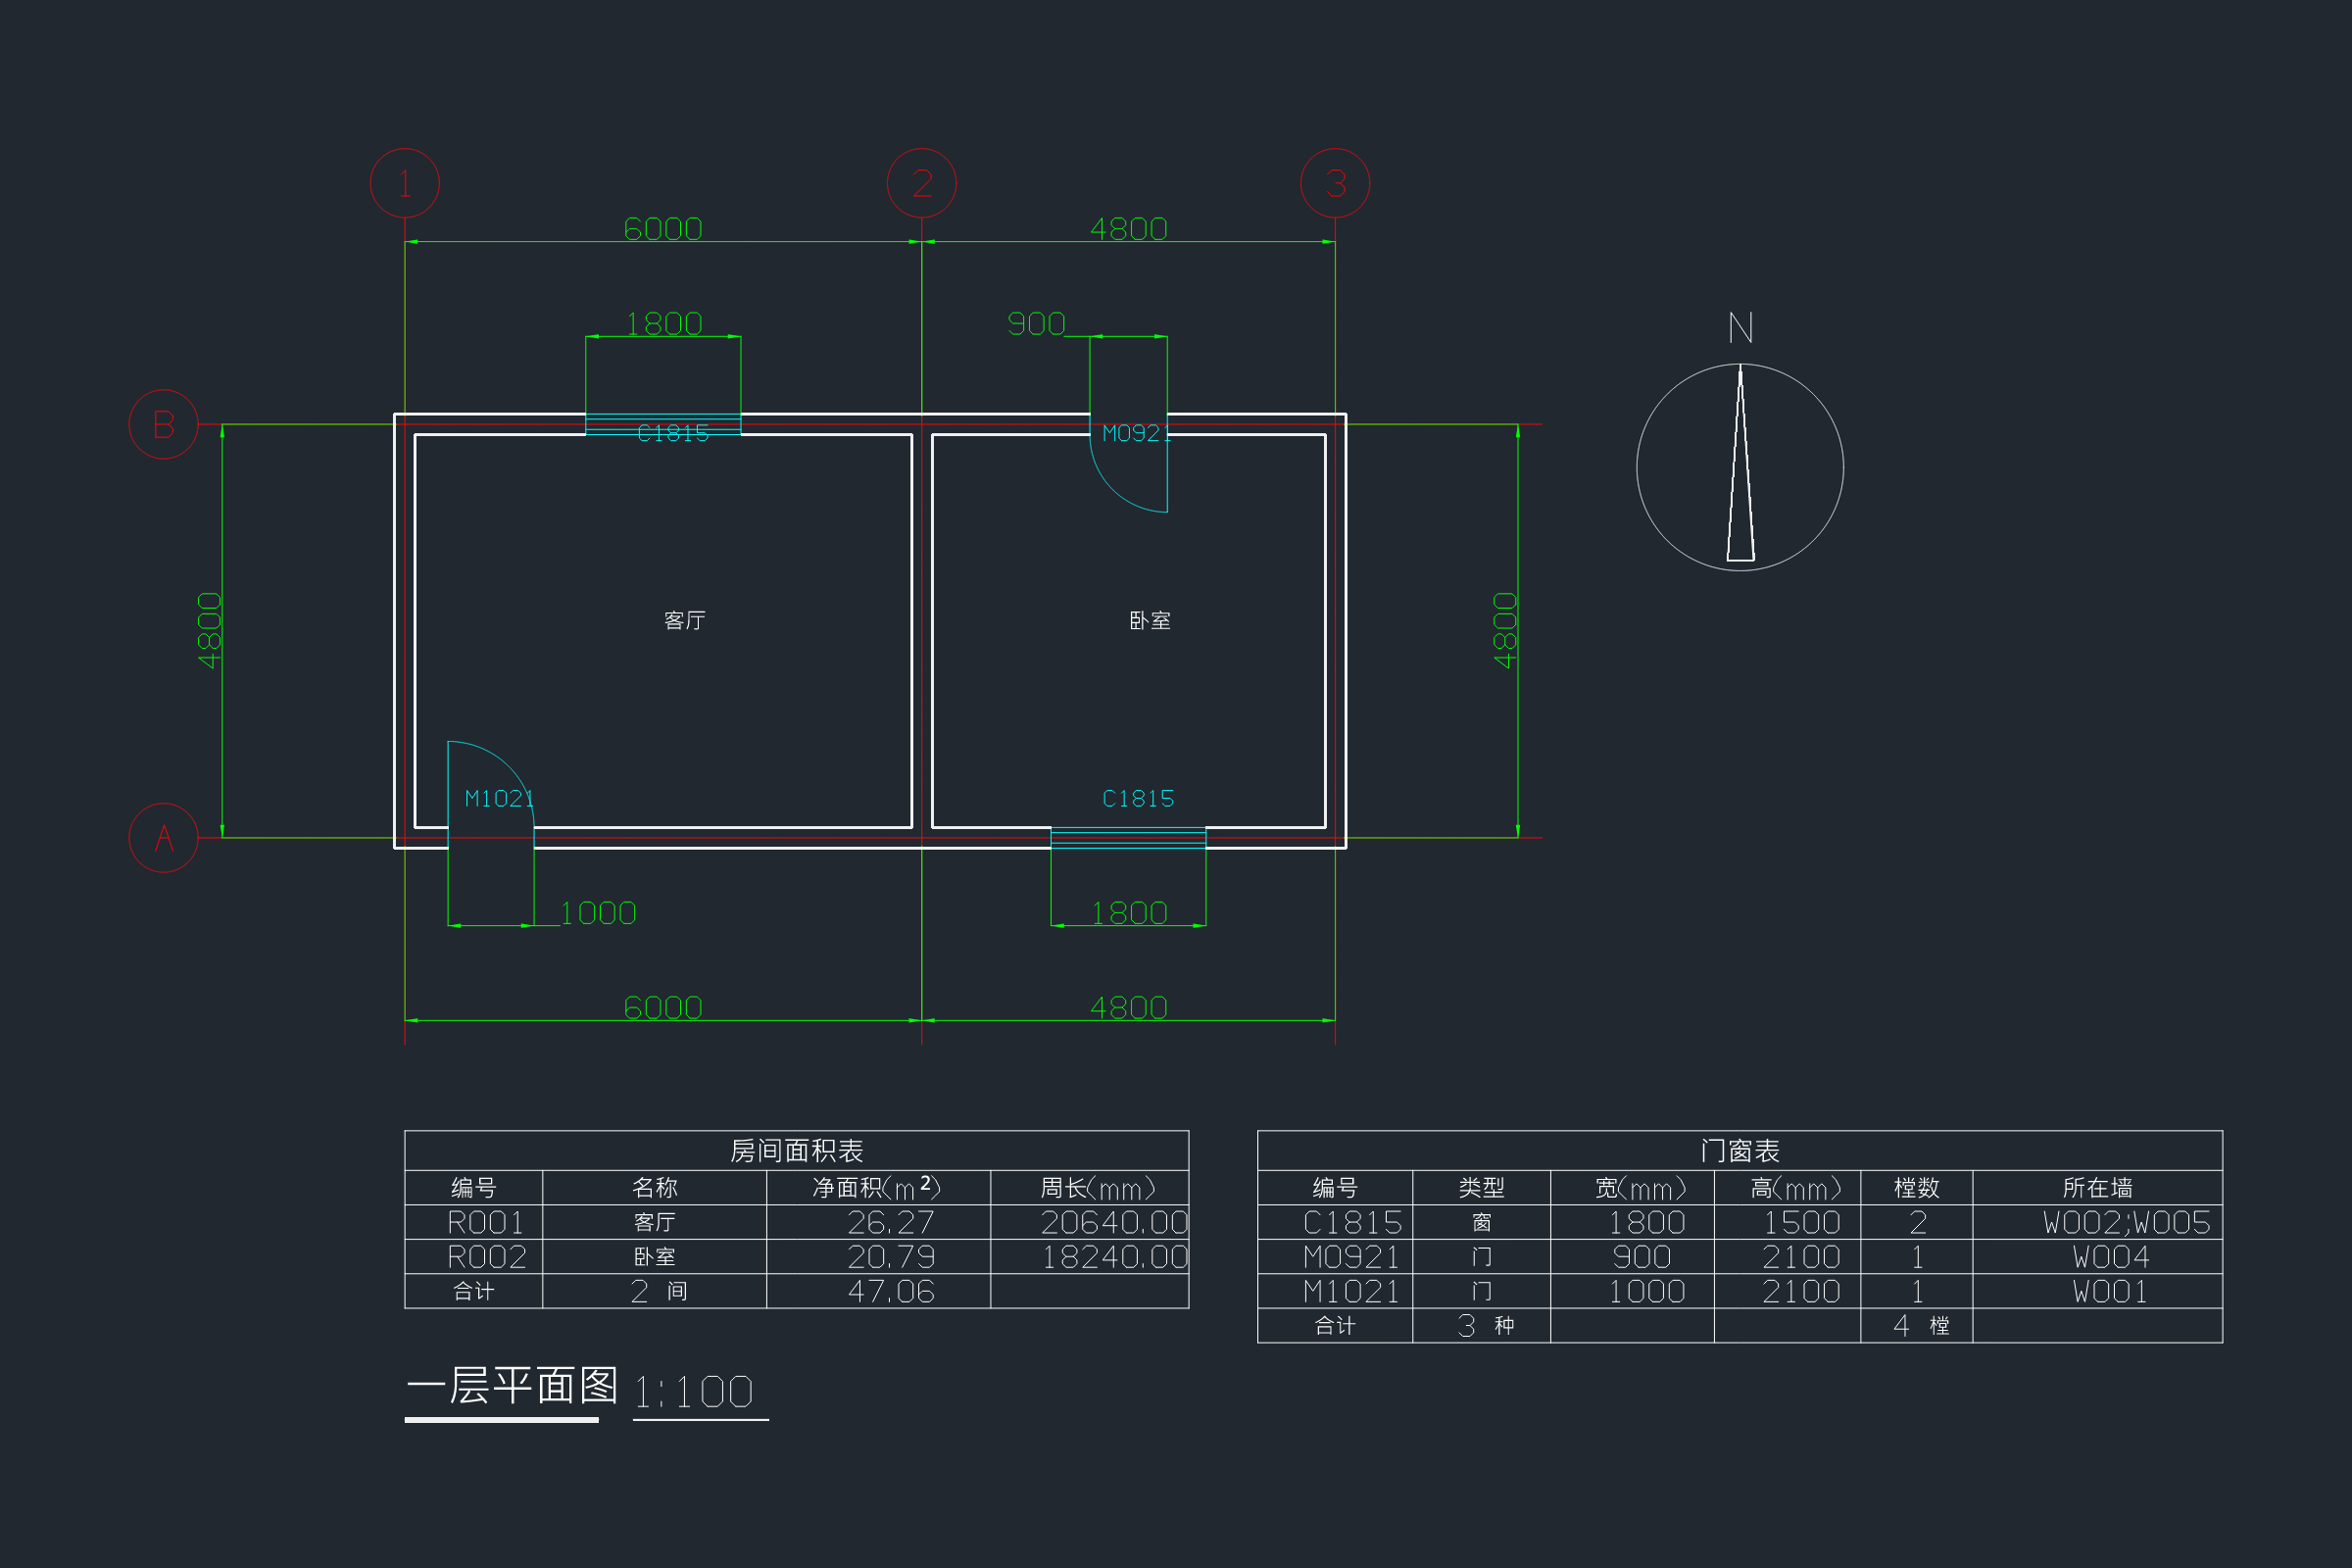 1 2 3
6000 4800
1800 900
N
B
C1815 M0921
4800 客厅 卧室 4800
M1021 C1815
A
1000 1800
6000 4800
房间面积表
编号 名称 净面积(m²) 周长(mm)
R001 客厅 26.27 20640.00
R002 卧室 20.79 18240.00
合计 2 间 47.06
门窗表
编号 类型 宽(mm) 高(mm) 樘数 所在墙
C1815 窗 1800 1500 2 W002;W005
M0921 门 900 2100 1 W004
M1021 门 1000 2100 1 W001
合计 3 种 4 樘
一层平面图 1:100